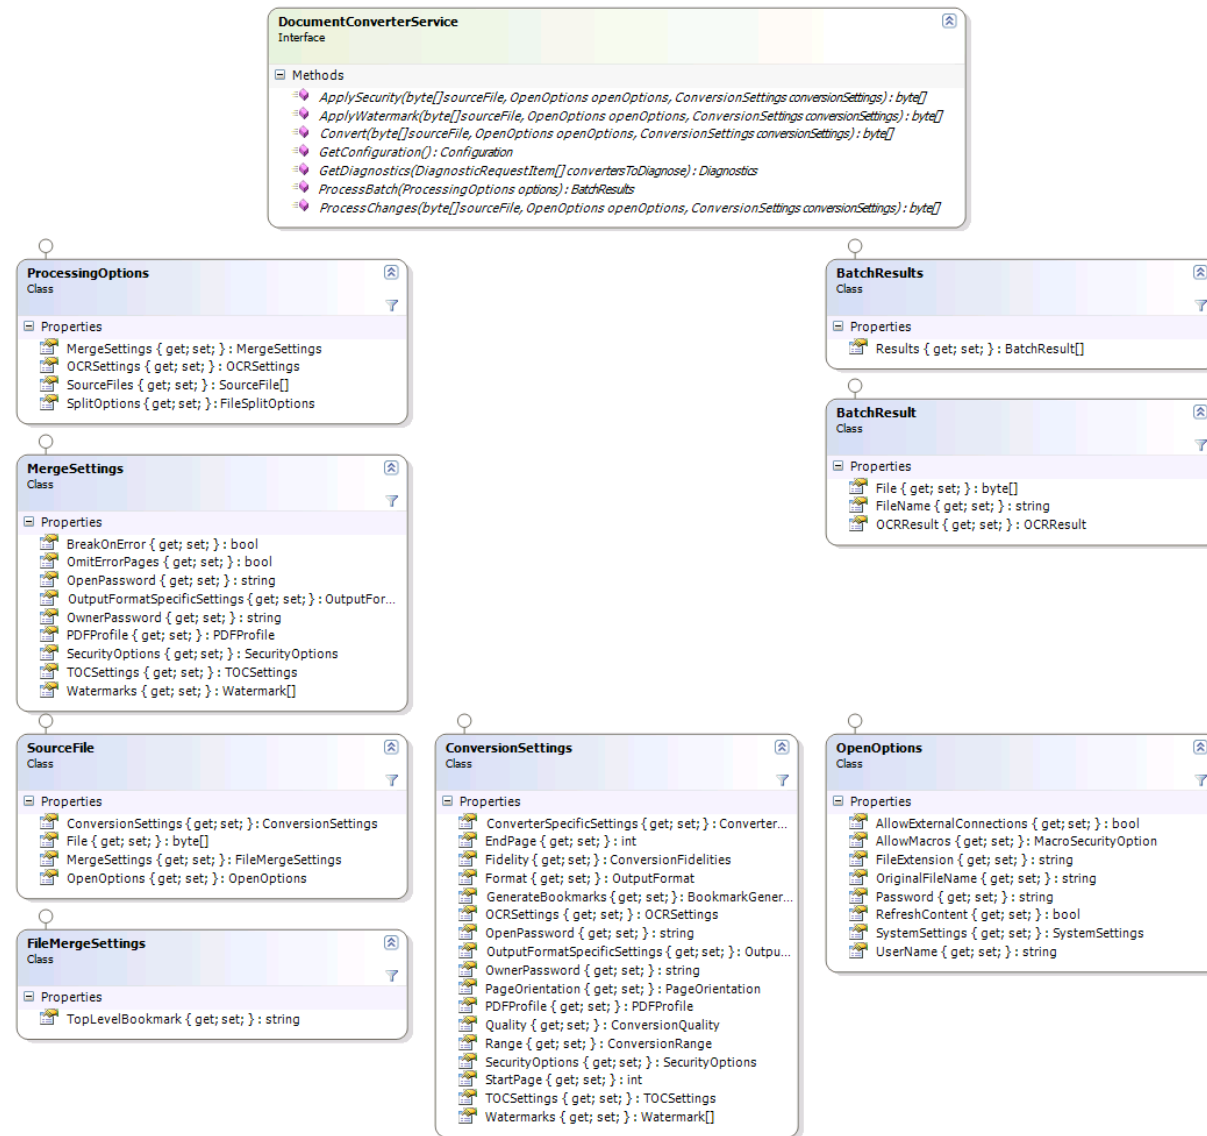 DocumentConverterService
Interface
Methods
ApplySecurity(byte[]sourceFile, OpenOptions openOptions, ConversionSettings conversionSettings) : byte[]
ApplyWatermark(byte[]sourceFile, OpenOptions openOptions, ConversionSettings conversionSettings) : byte[]
Convert(byte[]sourceFile, OpenOptions openOptions, ConversionSettings conversionSettings) : byte[]
GetConfiguration() : Configuration
GetDiagnostics(DiagnosticRequestItem[] convertersToDiagnose) : Diagnostics
ProcessBatch(ProcessingOptions options) : BatchResults
ProcessChanges(byte[]sourceFile, OpenOptions openOptions, ConversionSettings conversionSettings) : byte[]
ProcessingOptions
Class
Properties
MergeSettings { get; set; } : MergeSettings
OCRSettings { get; set; } : OCRSettings
SourceFiles { get; set; } : SourceFile[]
SplitOptions { get; set; } : FileSplitOptions
BatchResults
Class
Properties
Results { get; set; } : BatchResult[]
BatchResult
Class
Properties
File { get; set; } : byte[]
FileName { get; set; } : string
OCRResult { get; set; } : OCRResult
MergeSettings
Class
Properties
BreakOnError { get; set; } : bool
OmitErrorPages { get; set; } : bool
OpenPassword { get; set; } : string
OutputFormatSpecificSettings { get; set; } : OutputFor...
OwnerPassword { get; set; } : string
PDFProfile { get; set; } : PDFProfile
SecurityOptions { get; set; } : SecurityOptions
TOCSettings { get; set; } : TOCSettings
Watermarks { get; set; } : Watermark[]
SourceFile
Class
Properties
ConversionSettings { get; set; } : ConversionSettings
File { get; set; } : byte[]
MergeSettings { get; set; } : FileMergeSettings
OpenOptions { get; set; } : OpenOptions
FileMergeSettings
Class
Properties
TopLevelBookmark { get; set; } : string
ConversionSettings
Class
Properties
ConverterSpecificSettings { get; set; } : Converter...
EndPage { get; set; } : int
Fidelity { get; set; } : ConversionFidelities
Format { get; set; } : OutputFormat
GenerateBookmarks { get; set; } : BookmarkGener...
OCRSettings { get; set; } : OCRSettings
OpenPassword { get; set; } : string
OutputFormatSpecificSettings { get; set; } : Outpu...
OwnerPassword { get; set; } : string
PageOrientation { get; set; } : PageOrientation
PDFProfile { get; set; } : PDFProfile
Quality { get; set; } : ConversionQuality
Range { get; set; } : ConversionRange
SecurityOptions { get; set; } : SecurityOptions
StartPage { get; set; } : int
TOCSettings { get; set; } : TOCSettings
Watermarks { get; set; } : Watermark[]
OpenOptions
Class
Properties
AllowExternalConnections { get; set; } : bool
AllowMacros { get; set; } : MacroSecurityOption
FileExtension { get; set; } : string
OriginalFileName { get; set; } : string
Password { get; set; } : string
RefreshContent { get; set; } : bool
SystemSettings { get; set; } : SystemSettings
UserName { get; set; } : string